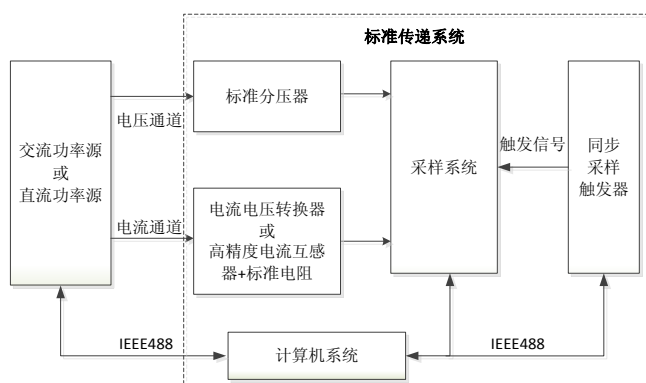 标准传递系统
交流功率源
或
直流功率源
电压通道
标准分压器
电流通道
电流电压转换器
或
高精度电流互感
器+标准电阻
采样系统
触发信号
同步
采样
触发器
IEEE488
计算机系统
IEEE488